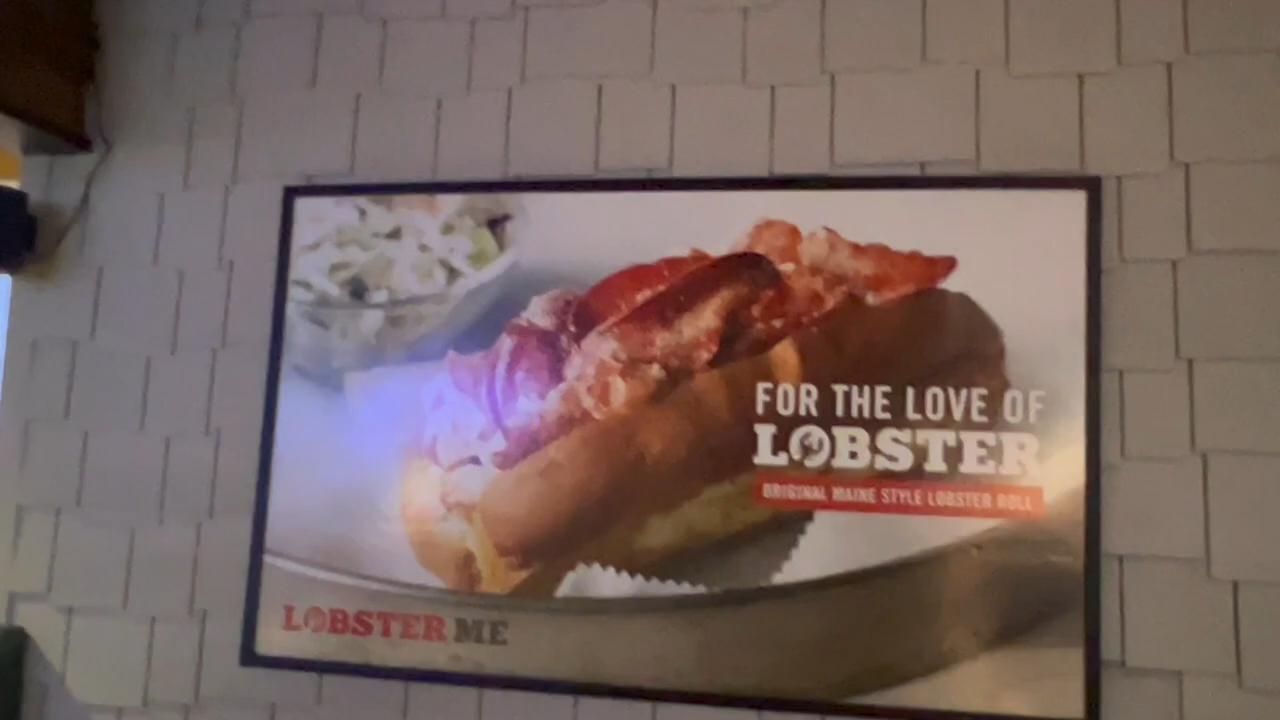 FOR THE LOVE OF
LOBSTER
ORIGINAL MAINE STYLE LOBSTER ROLL
LOBSTER ME